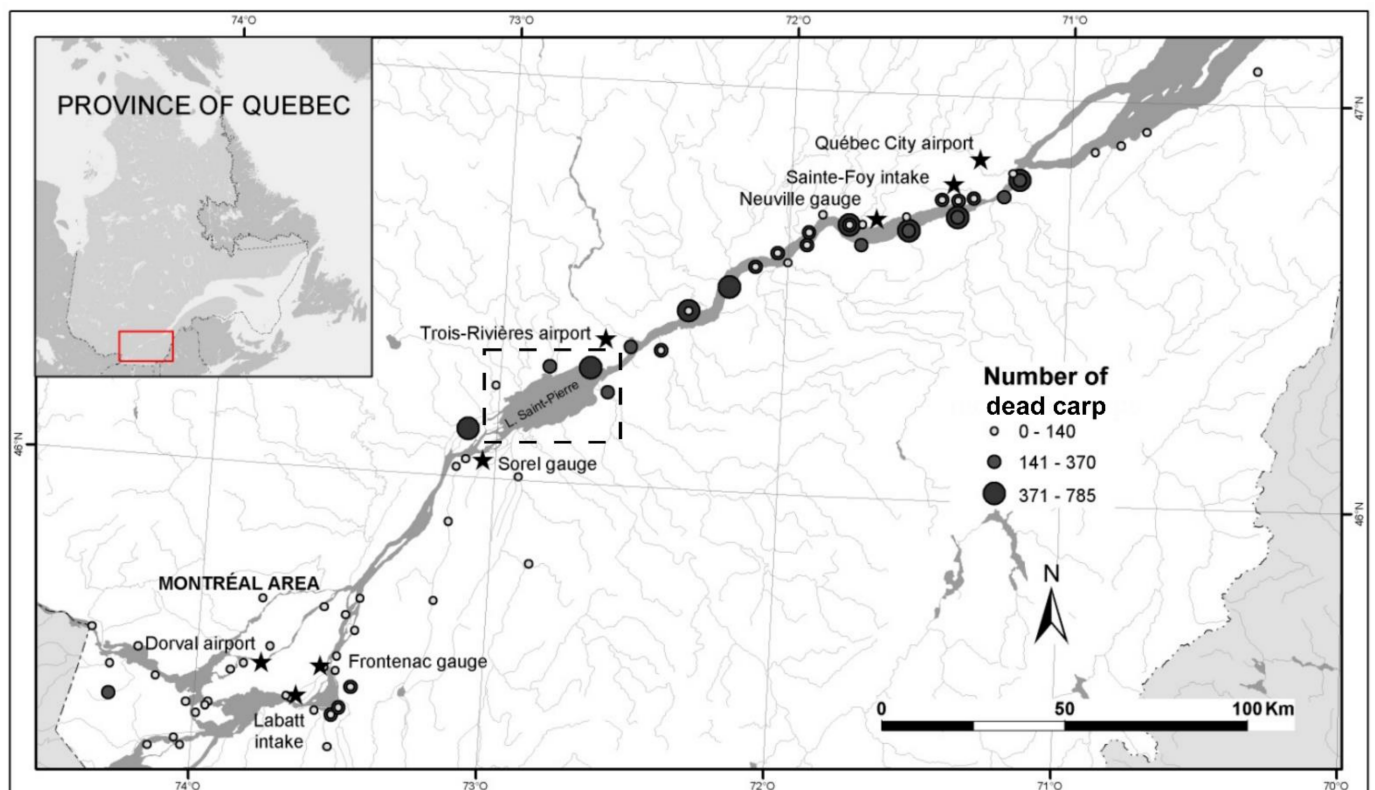 74°O
73°O
72°O
71°O
PROVINCE OF QUEBEC
47°N
Québec City airport
Sainte-Foy intake
Neuville gauge
Trois-Rivières airport
L. Saint-Pierre
Number of
dead carp
0 - 140
141 - 370
371 - 785
46°N
Sorel gauge
46°N
MONTRÉAL AREA
N
Dorval airport
Frontenac gauge
Labatt
intake
0
50
100 Km
74°O
73°O
72°O
71°O
70°O